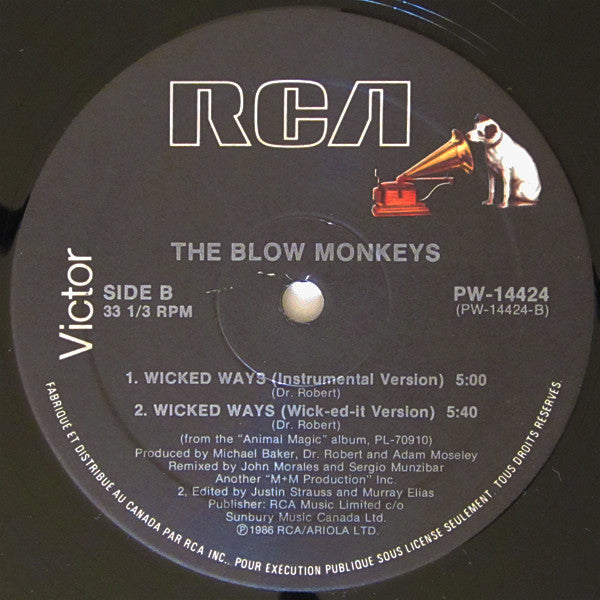 RCA
THE BLOW MONKEYS
Victor
SIDE B
33 1/3 RPM
PW-14424
(PW-14424-B)
1. WICKED WAYS (Instrumental Version) 5:00
(Dr. Robert)
2. WICKED WAYS (Wick-ed-it Version) 5:40
(Dr. Robert)
(from the "Animal Magic" album, PL-70910)
Produced by Michael Baker, Dr. Robert and Adam Moseley
Remixed by John Morales and Sergio Munzibar
Another "M+M Production" Inc.
2, Edited by Justin Strauss and Murray Elias
Publisher: RCA Music Limited c/o
Sunbury Music Canada Ltd.
℗1986 RCA/ARIOLA LTD.
FABRIQUÉ ET DISTRIBUÉ AU CANADA PAR RCA INC., POUR EXÉCUTION PUBLIQUE SOUS LICENSE SEULEMENT. TOUS DROITS RESERVÉS.